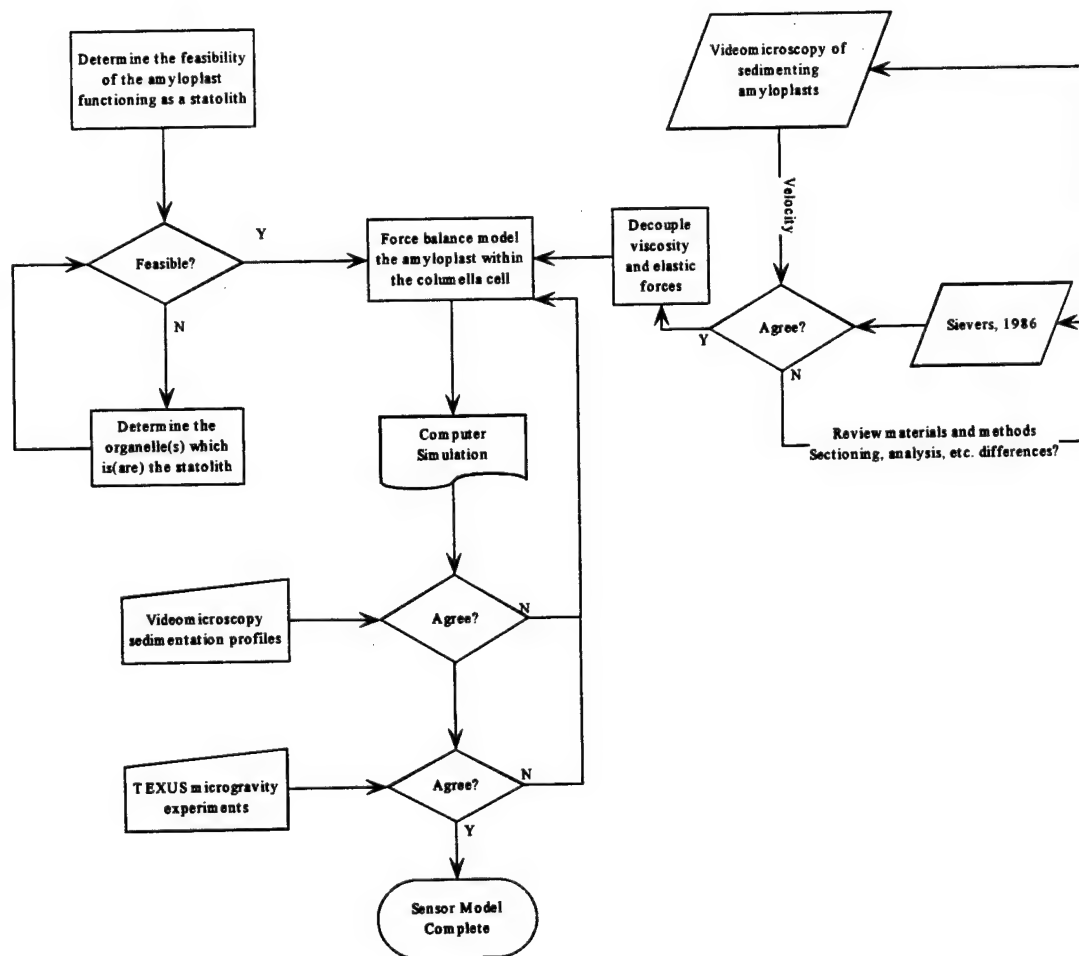 Determine the feasibility
of the amyloplast
functioning as a statolith
Feasible?
Y
N
Determine the
organelle(s) which
is(are) the statolith
Force balance model
the amyloplast within
the columella cell
Computer
Simulation
Videomicroscopy
sedimentation profiles
Agree?
N
TEXUS microgravity
experiments
Agree?
N
Y
Sensor Model
Complete
Videomicroscopy of
sedimenting
amyloplasts
Velocity
Decouple
viscosity
and elastic
forces
Agree?
Y
N
Sievers, 1986
Review materials and methods
Sectioning, analysis, etc. differences?